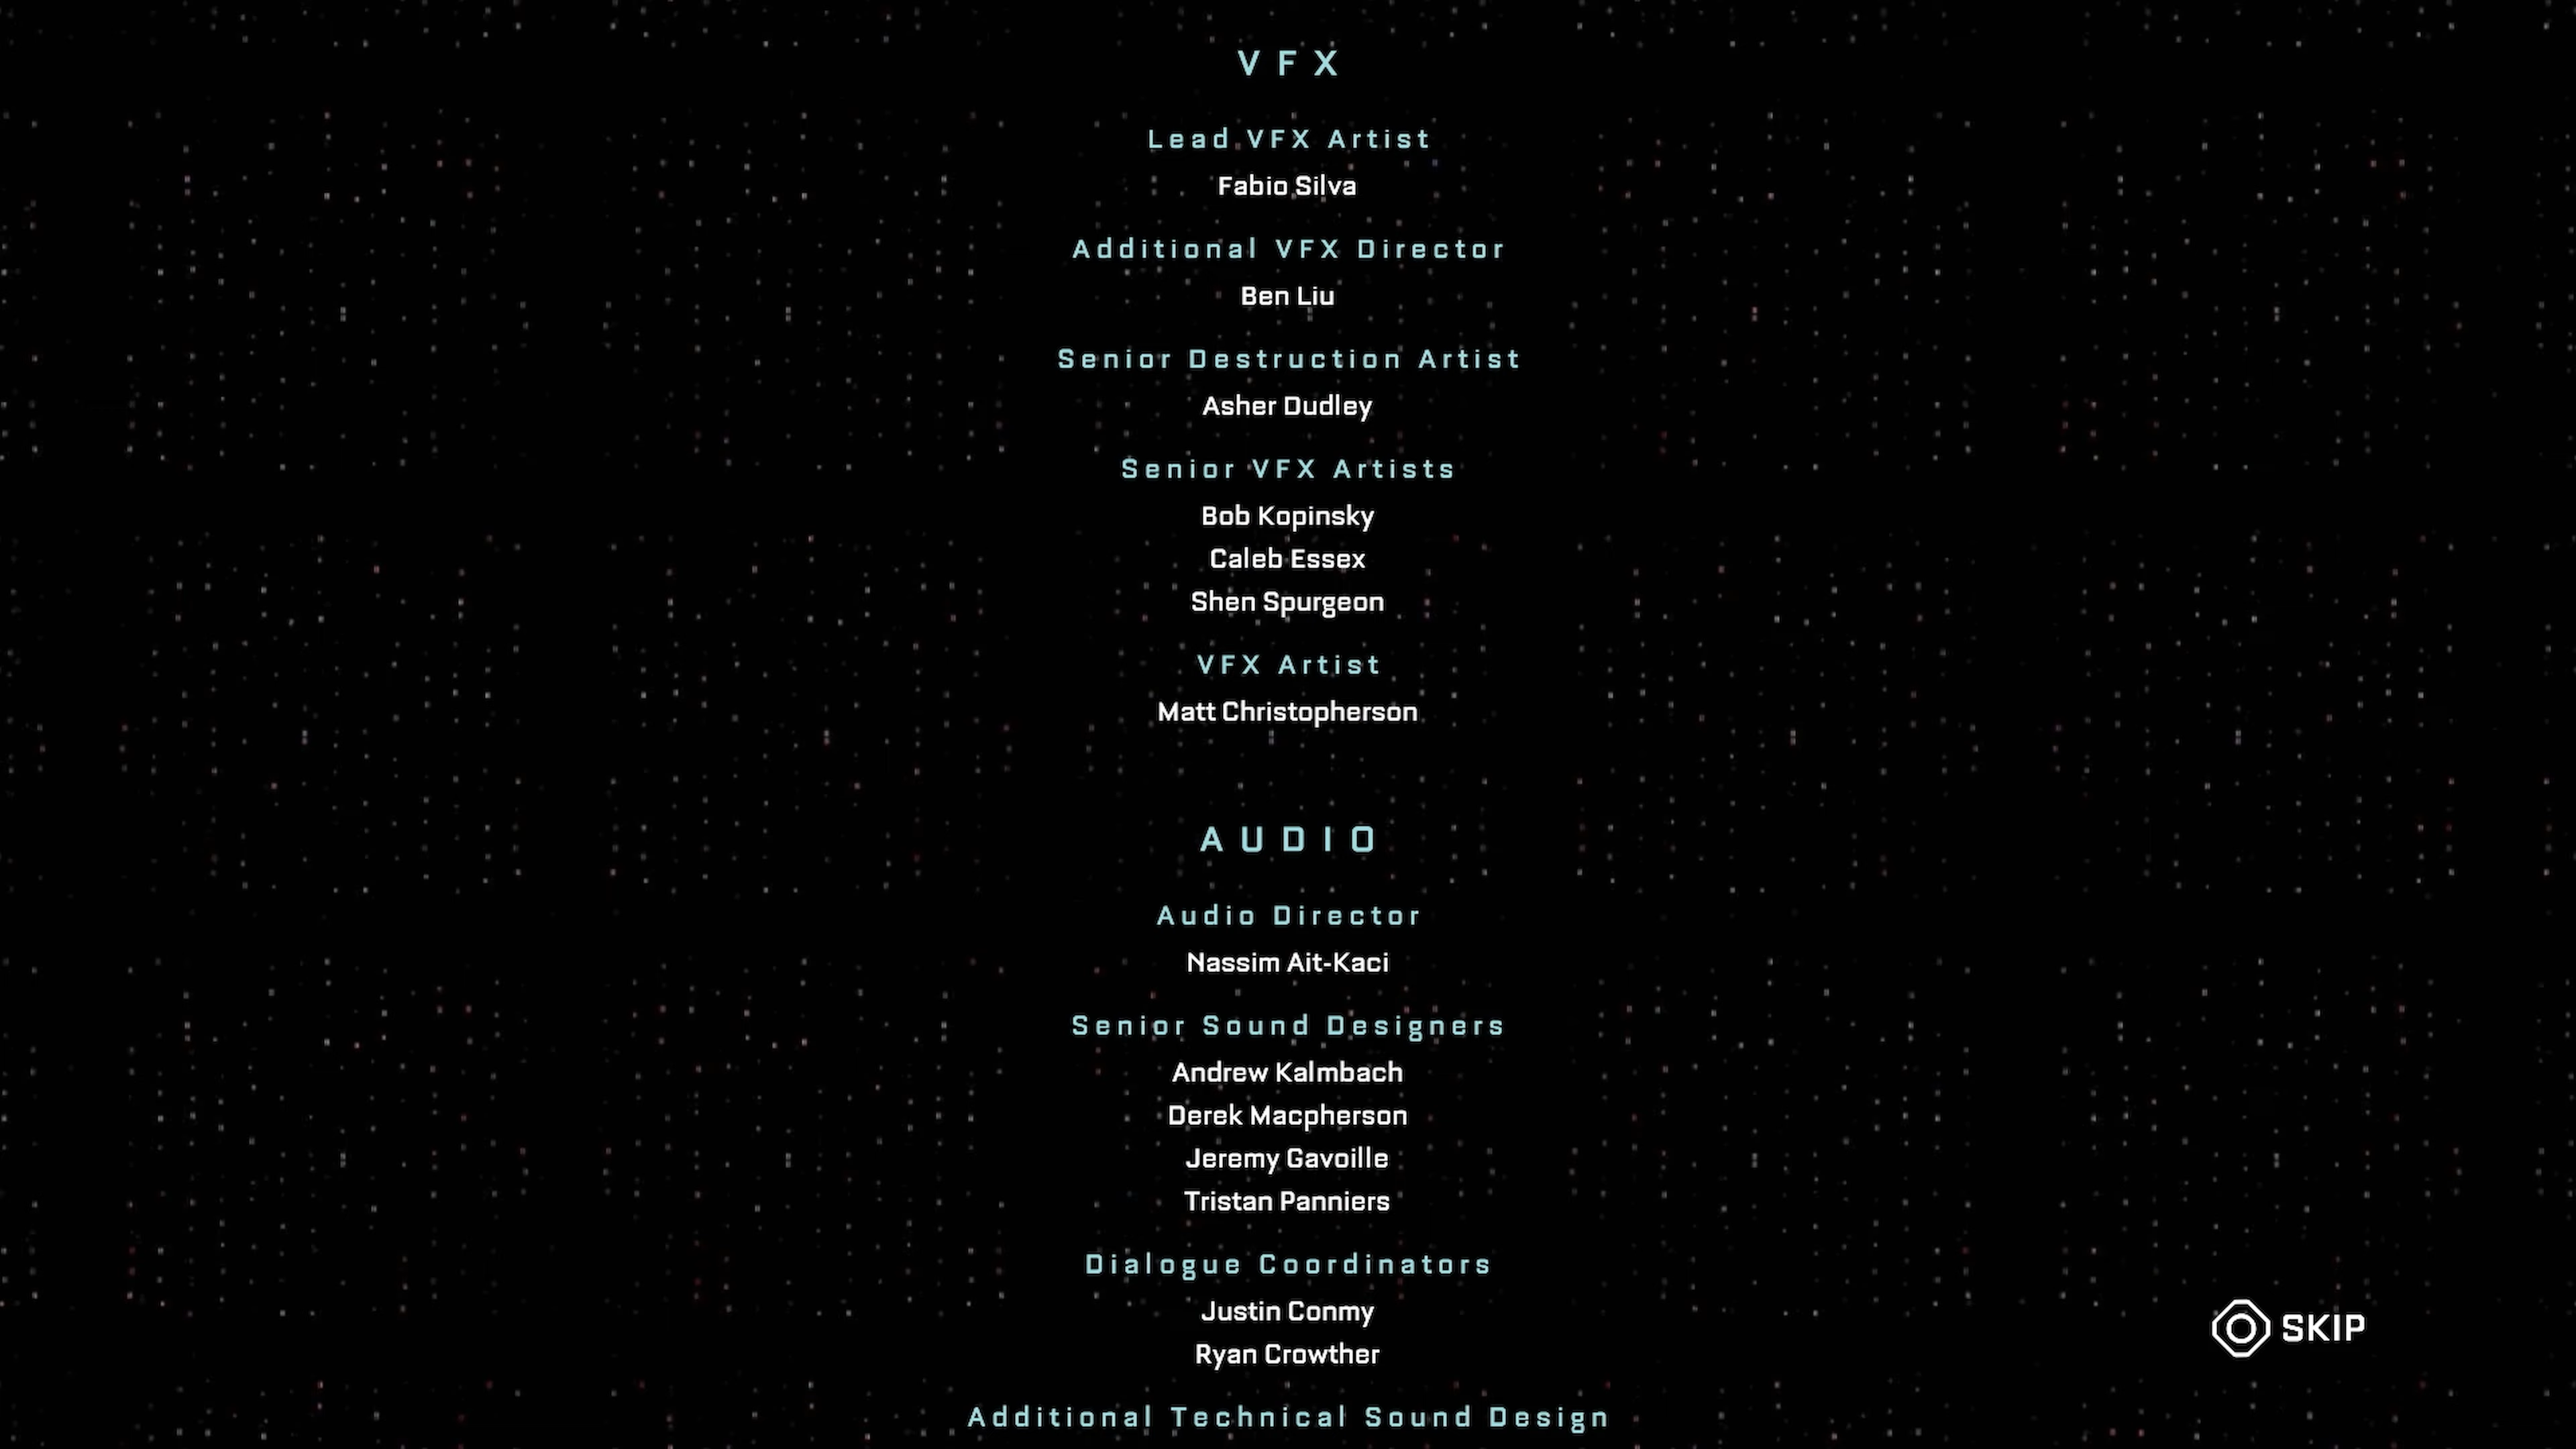 VFX
Lead VFX Artist
Fabio Silva
Additional VFX Director
Ben Liu
Senior Destruction Artist
Asher Dudley
Senior VFX Artists
Bob Kopinsky
Caleb Essex
Shen Spurgeon
VFX Artist
Matt Christopherson
AUDIO
Audio Director
Nassim Ait-Kaci
Senior Sound Designers
Andrew Kalmbach
Derek Macpherson
Jeremy Gavoille
Tristan Panniers
Dialogue Coordinators
Justin Conmy
Ryan Crowther
SKIP
Additional Technical Sound Design